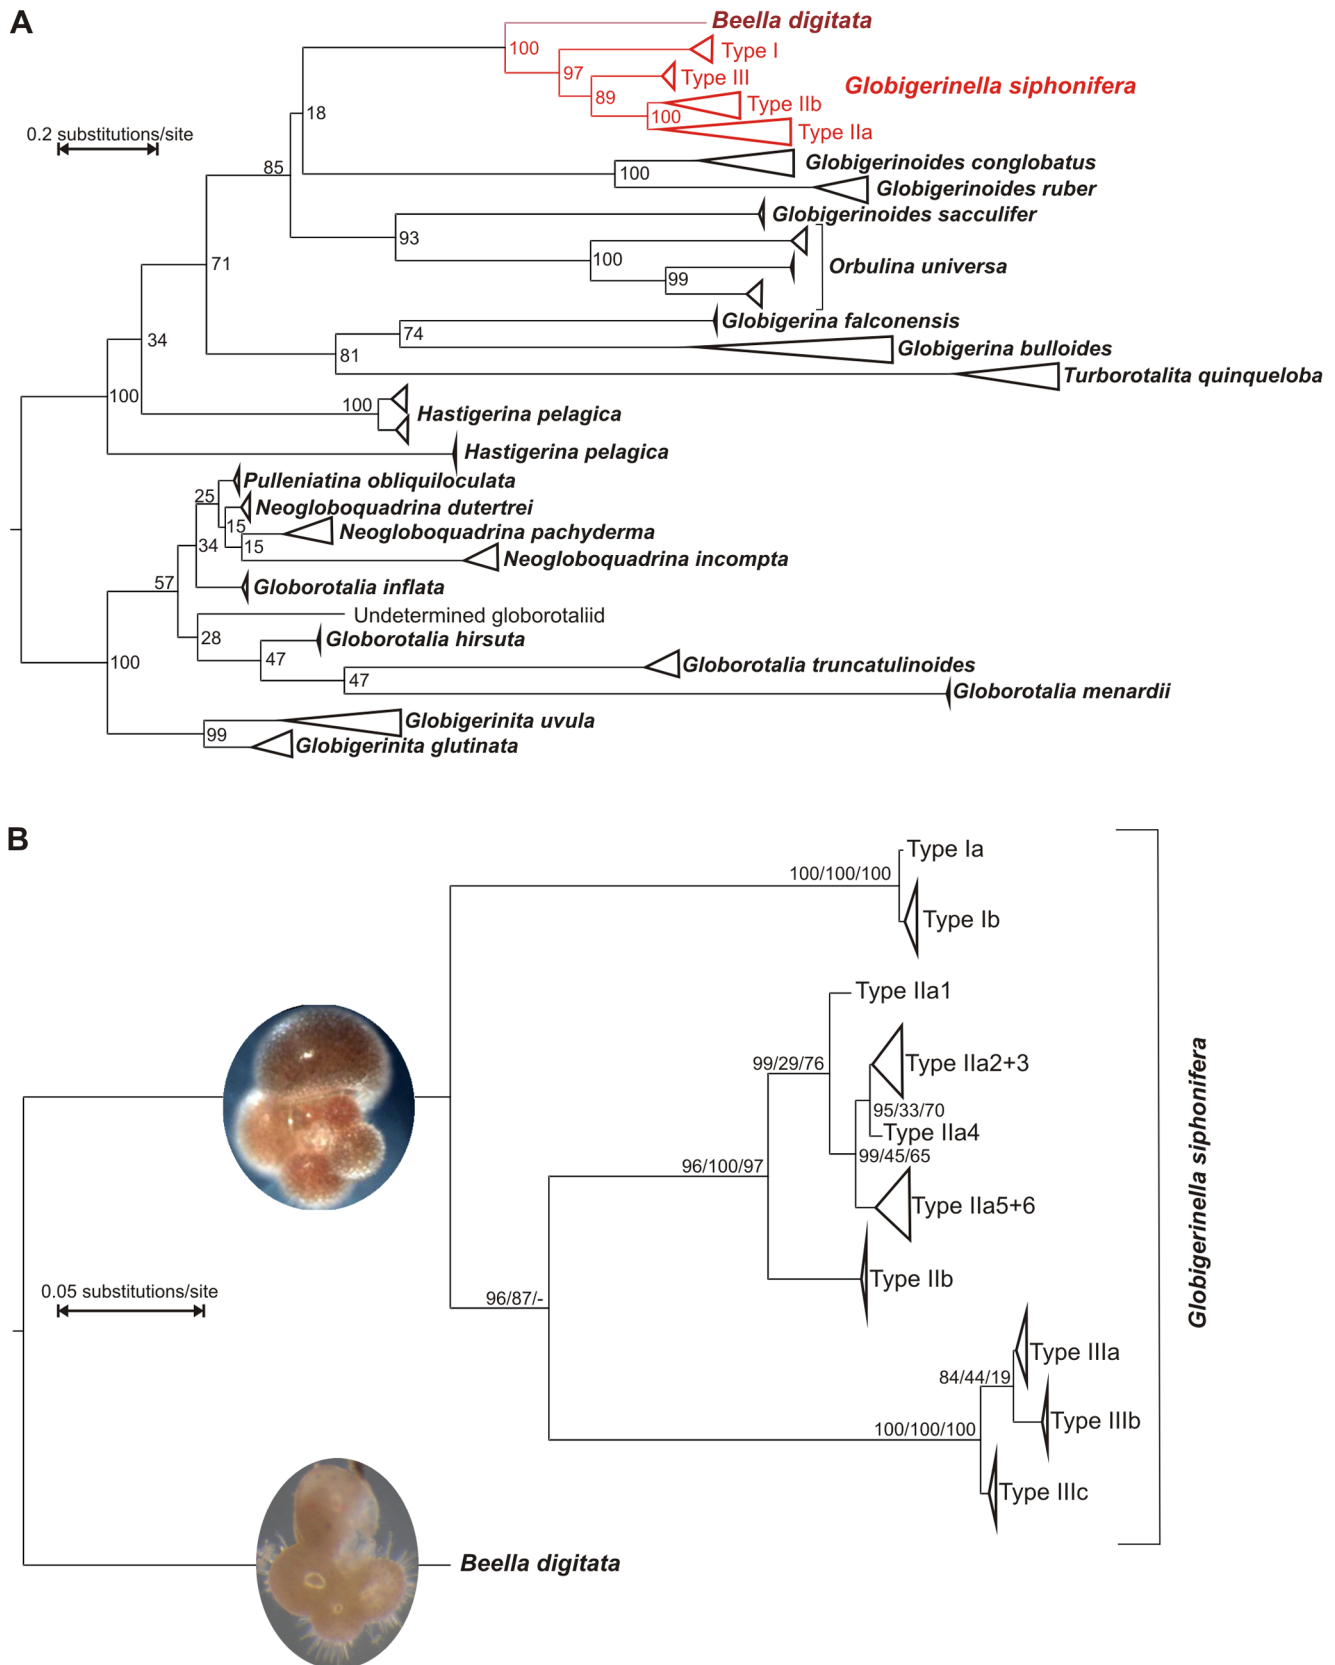 A
Beella digitata
100
Type I
97
Type III
Globigerinella siphonifera
89
Type IIb
100
18
Type IIa
0.2 substitutions/site
Globigerinoides conglobatus
85
100
Globigerinoides ruber
Globigerinoides sacculifer
93
100
Orbulina universa
71
99
Globigerina falconensis
74
34
Globigerina bulloides
81
Turborotalita quinqueloba
100
100
Hastigerina pelagica
Hastigerina pelagica
Pulleniatina obliquiloculata
25
Neogloboquadrina dutertrei
15
Neogloboquadrina pachyderma
34
15
Neogloboquadrina incompta
57
Globorotalia inflata
Undetermined globorotaliid
28
Globorotalia hirsuta
100
47
Globorotalia truncatulinoides
47
Globorotalia menardii
Globigerinita uvula
99
Globigerinita glutinata
B
Type Ia
100/100/100
Type Ib
Type IIa1
99/29/76
Type IIa2+3
95/33/70
Type IIa4
99/45/65
96/100/97
Type IIa5+6
Globigerinella siphonifera
Type IIb
0.05 substitutions/site
96/87/-
Type IIIa
84/44/19
Type IIIb
100/100/100
Type IIIc
Beella digitata